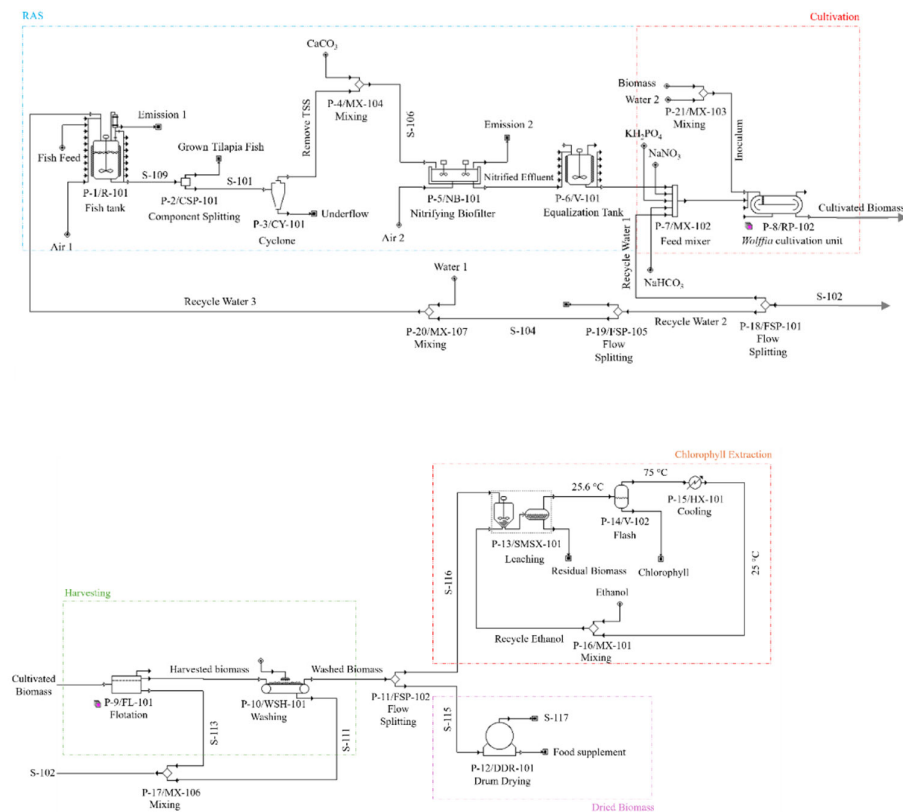 RAS
Cultivation
CaCO3
Biomass
Water 2
P-21/MX-103
Mixing
P-4/MX-104
Mixing
Remove TSS
S-106
Inoculum
Emission 1
Emission 2
KH2PO4
NaNO3
Grown Tilapia Fish
Fish Feed
S-109
S-101
P-1/R-101
Fish tank
P-2/CSP-101
Component Splitting
Nitrified Effluent
P-5/NB-101
Nitrifying Biofilter
P-6/V-101
Equalization Tank
P-3/CY-101
Cyclone
Underflow
Air 1
Air 2
P-7/MX-102
Feed mixer
P-8/RP-102
Wolffia cultivation unit
Cultivated Biomass
Recycle Water 1
NaHCO3
Water 1
Recycle Water 3
S-104
Recycle Water 2
S-102
P-20/MX-107
Mixing
P-19/FSP-105
Flow
Splitting
P-18/FSP-101
Flow
Splitting
Chlorophyll Extraction
75 °C
25.6 °C
P-15/HX-101
Cooling
P-14/V-102
Flash
P-13/SMSX-101
Leaching
Residual Biomass
Chlorophyll
S-116
25 °C
Ethanol
Recycle Ethanol
P-16/MX-101
Mixing
Harvesting
Harvested biomass
Washed Biomass
Cultivated
Biomass
P-9/FL-101
Flotation
P-10/WSH-101
Washing
P-11/FSP-102
Flow
Splitting
S-113
S-111
S-115
S-117
Food supplement
P-12/DDR-101
Drum Drying
S-102
P-17/MX-106
Mixing
Dried Biomass